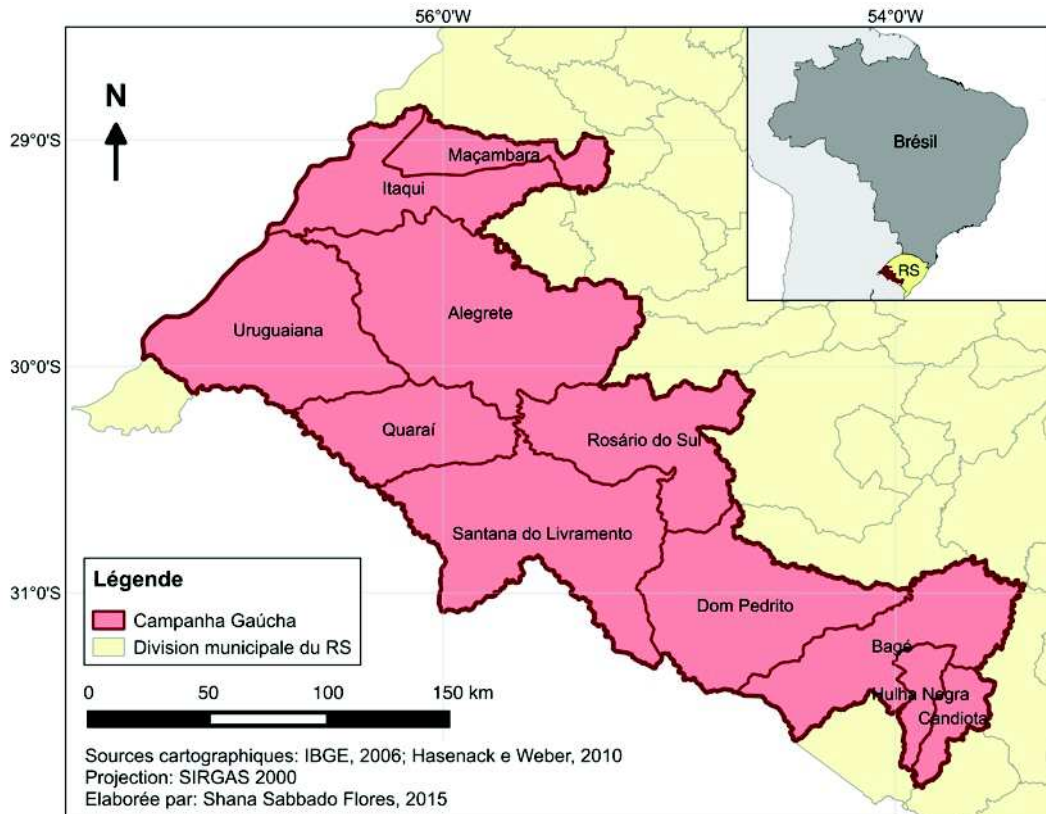 56°0'W
54°0'W
N
29°0'S
Maçambara
Itaqui
Brésil
RS
Uruguaiana
Alegrete
30°0'S
Quaraí
Rosário do Sul
Santana do Livramento
31°0'S
Dom Pedrito
Bagé
Hulha Negra
Candiota
Légende
Campanha Gaúcha
Division municipale du RS
0 50 100 150 km
Sources cartographiques: IBGE, 2006; Hasenack e Weber, 2010
Projection: SIRGAS 2000
Elaborée par: Shana Sabbado Flores, 2015